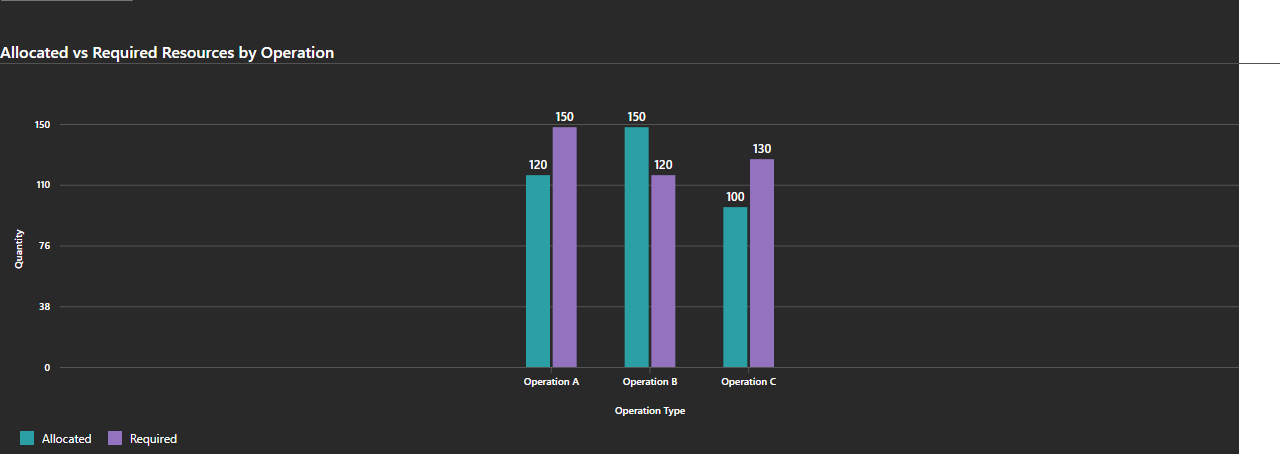 Allocated vs Required Resources by Operation
150
150
150
120
120
130
100
110
76
38
0
Quantity
Operation A
Operation B
Operation C
Operation Type
Allocated
Required